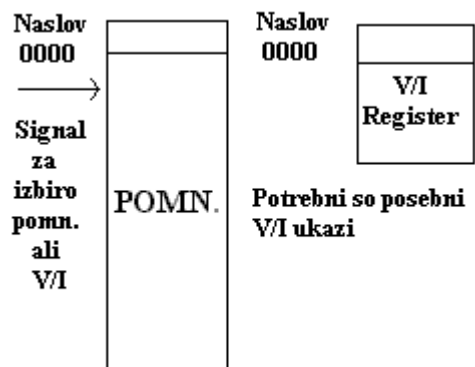 Naslov
0000
Signal
za
izbiro
pomn.
ali
V/I
POMN.
Naslov
0000
V/I
Register
Potrebni so posebni
V/I ukazi